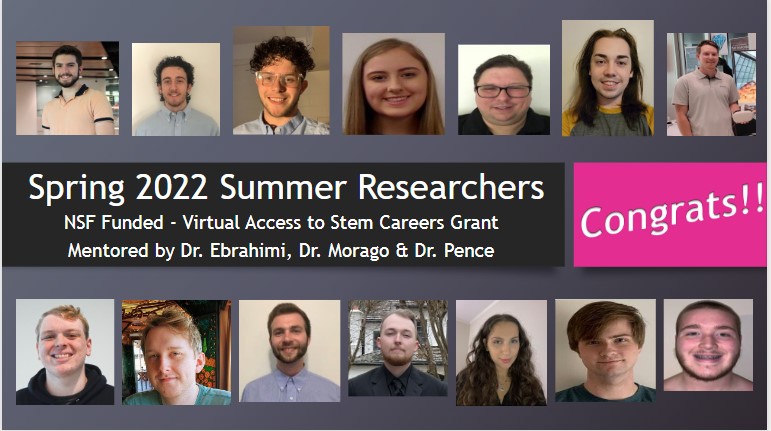 Spring 2022 Summer Researchers
NSF Funded - Virtual Access to Stem Careers Grant
Mentored by Dr. Ebrahimi, Dr. Morago & Dr. Pence
Congrats!!